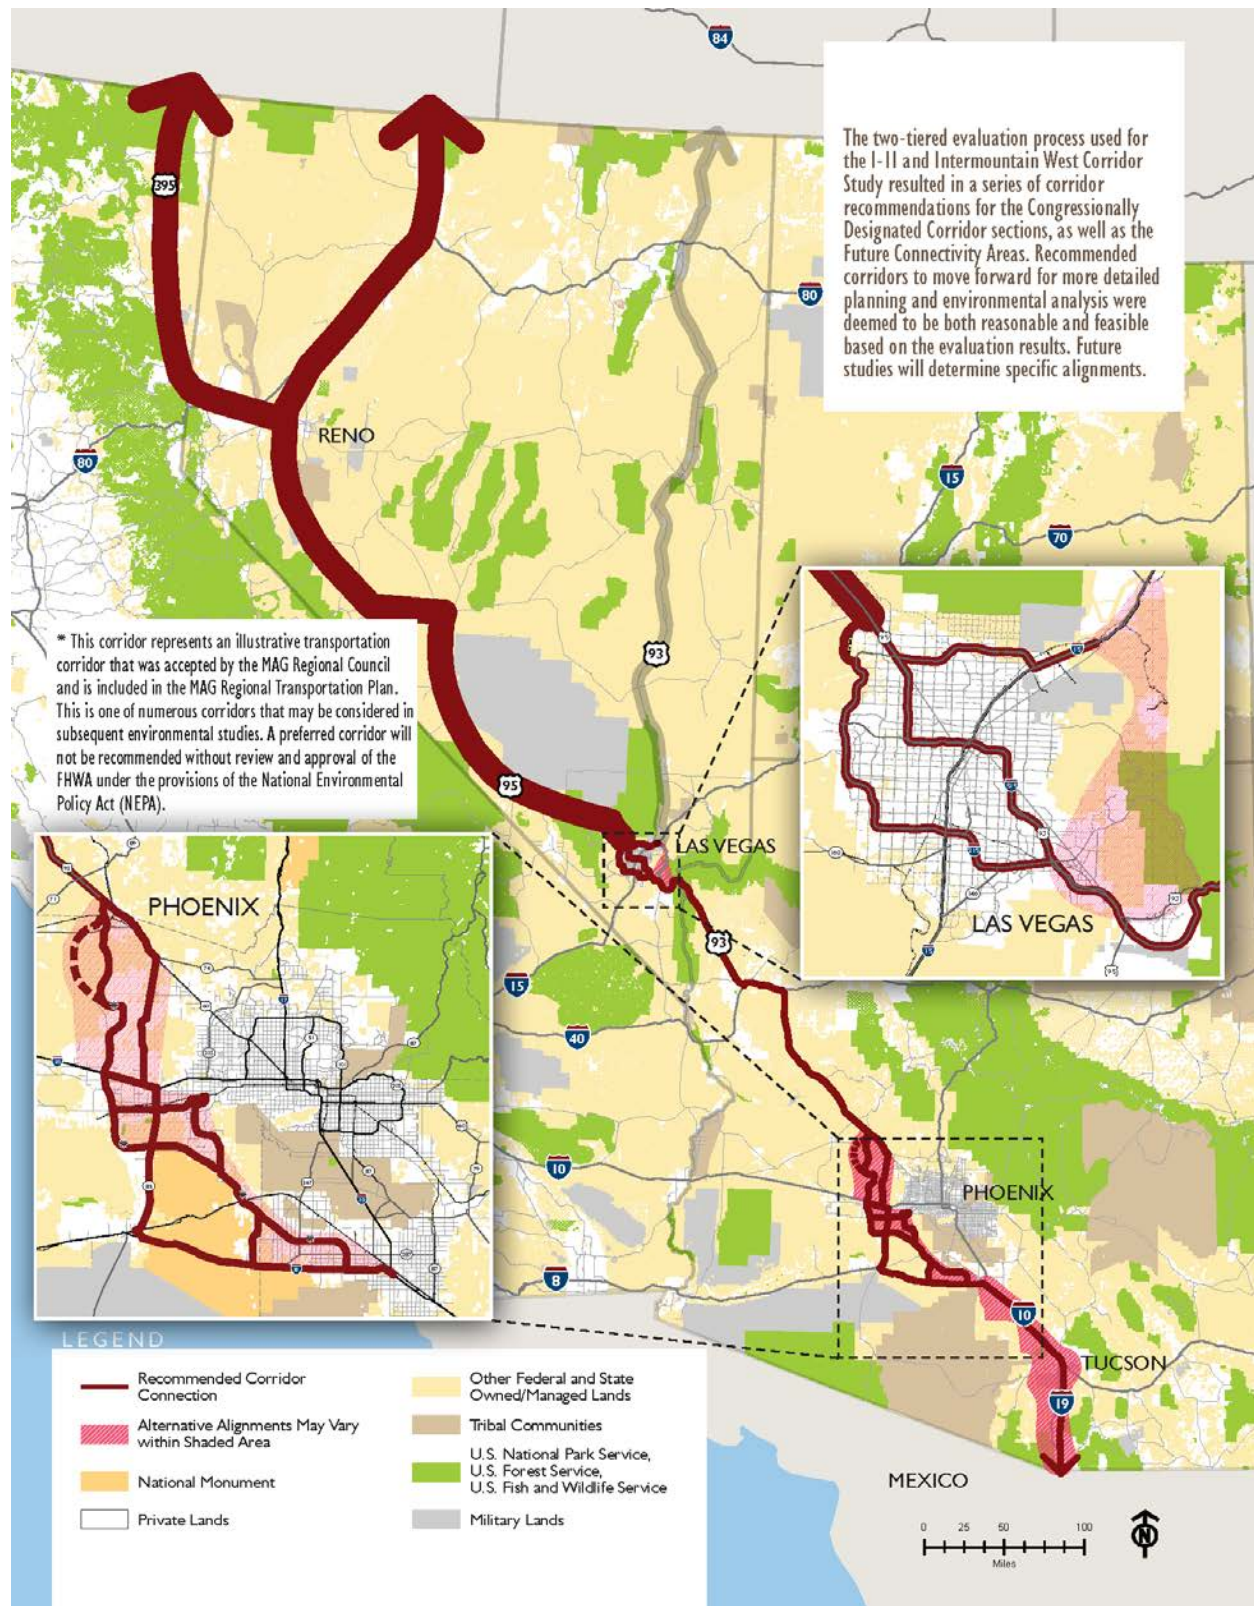 84
The two-tiered evaluation process used for
the I-11 and Intermountain West Corridor
Study resulted in a series of corridor
recommendations for the Congressionally
Designated Corridor sections, as well as the
Future Connectivity Areas. Recommended
corridors to move forward for more detailed
planning and environmental analysis were
deemed to be both reasonable and feasible
based on the evaluation results. Future
studies will determine specific alignments.
395
80
RENO
80
15
70
93
* This corridor represents an illustrative transportation
corridor that was accepted by the MAG Regional Council
and is included in the MAG Regional Transportation Plan.
This is one of numerous corridors that may be considered in
subsequent environmental studies. A preferred corridor will
not be recommended without review and approval of the
FHWA under the provisions of the National Environmental
Policy Act (NEPA).
95
LAS VEGAS
95
15
93
LAS VEGAS
93
95
PHOENIX
85
8
93
15
40
10
PHOENIX
8
10
TUCSON
19
MEXICO
LEGEND
Recommended Corridor
Connection
Alternative Alignments May Vary
within Shaded Area
National Monument
Private Lands
Other Federal and State
Owned/Managed Lands
Tribal Communities
U.S. National Park Service,
U.S. Forest Service,
U.S. Fish and Wildlife Service
Military Lands
0 25 50 100
Miles
N